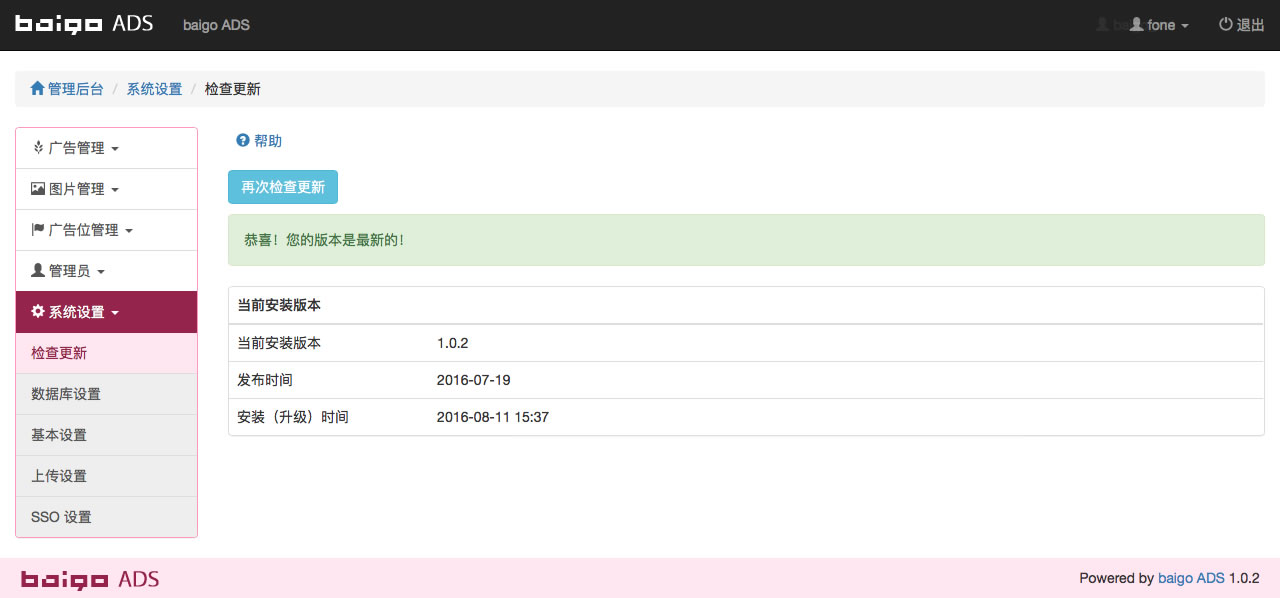 baigo ADS baigo ADS fone 退出
管理后台 / 系统设置 / 检查更新
广告管理
图片管理
广告位管理
管理员
系统设置
检查更新
数据库设置
基本设置
上传设置
SSO 设置
帮助
再次检查更新
恭喜！您的版本是最新的！
当前安装版本
当前安装版本 1.0.2
发布时间 2016-07-19
安装（升级）时间 2016-08-11 15:37
baigo ADS Powered by baigo ADS 1.0.2